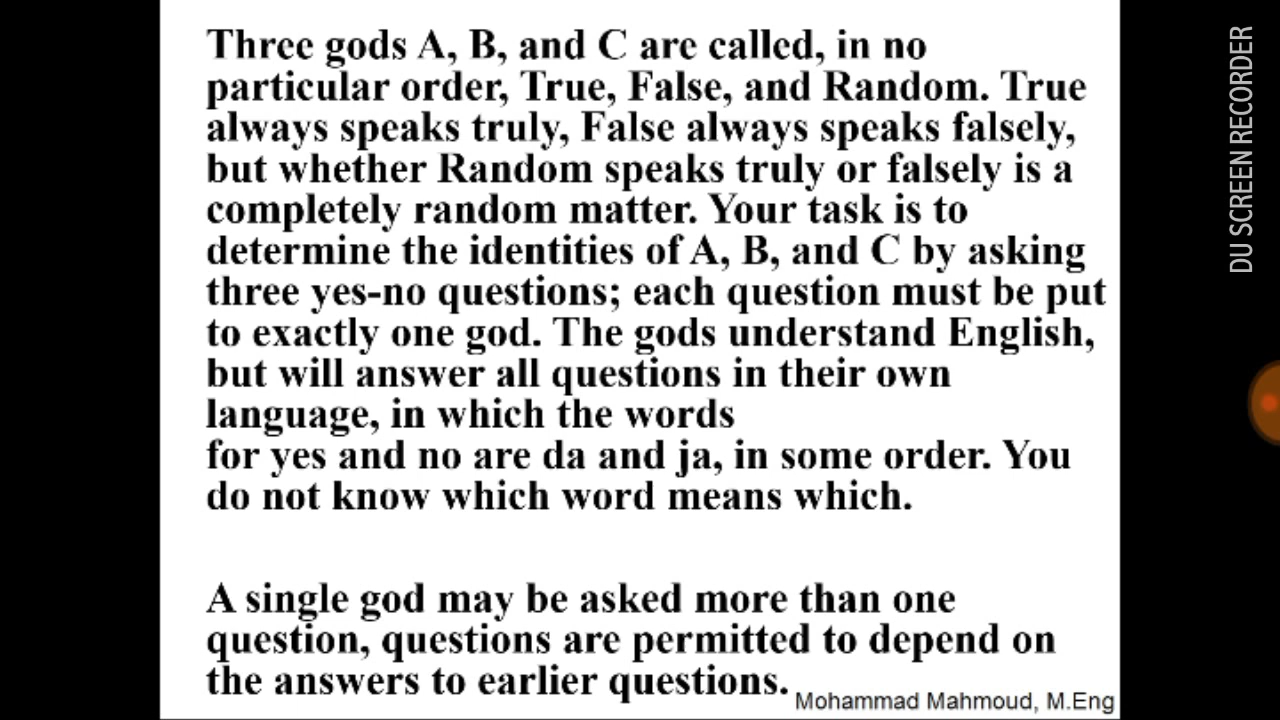 Three gods A, B, and C are called, in no
particular order, True, False, and Random. True
always speaks truly, False always speaks falsely,
but whether Random speaks truly or falsely is a
completely random matter. Your task is to
determine the identities of A, B, and C by asking
three yes-no questions; each question must be put
to exactly one god. The gods understand English,
but will answer all questions in their own
language, in which the words
for yes and no are da and ja, in some order. You
do not know which word means which.
A single god may be asked more than one
question, questions are permitted to depend on
the answers to earlier questions.
Mohammad Mahmoud, M.Eng
DU SCREEN RECORDER